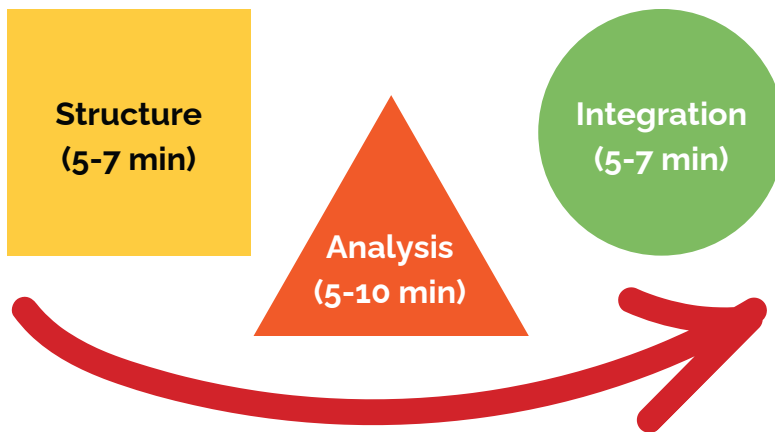 Structure
(5-7 min)
Analysis
(5-10 min)
Integration
(5-7 min)